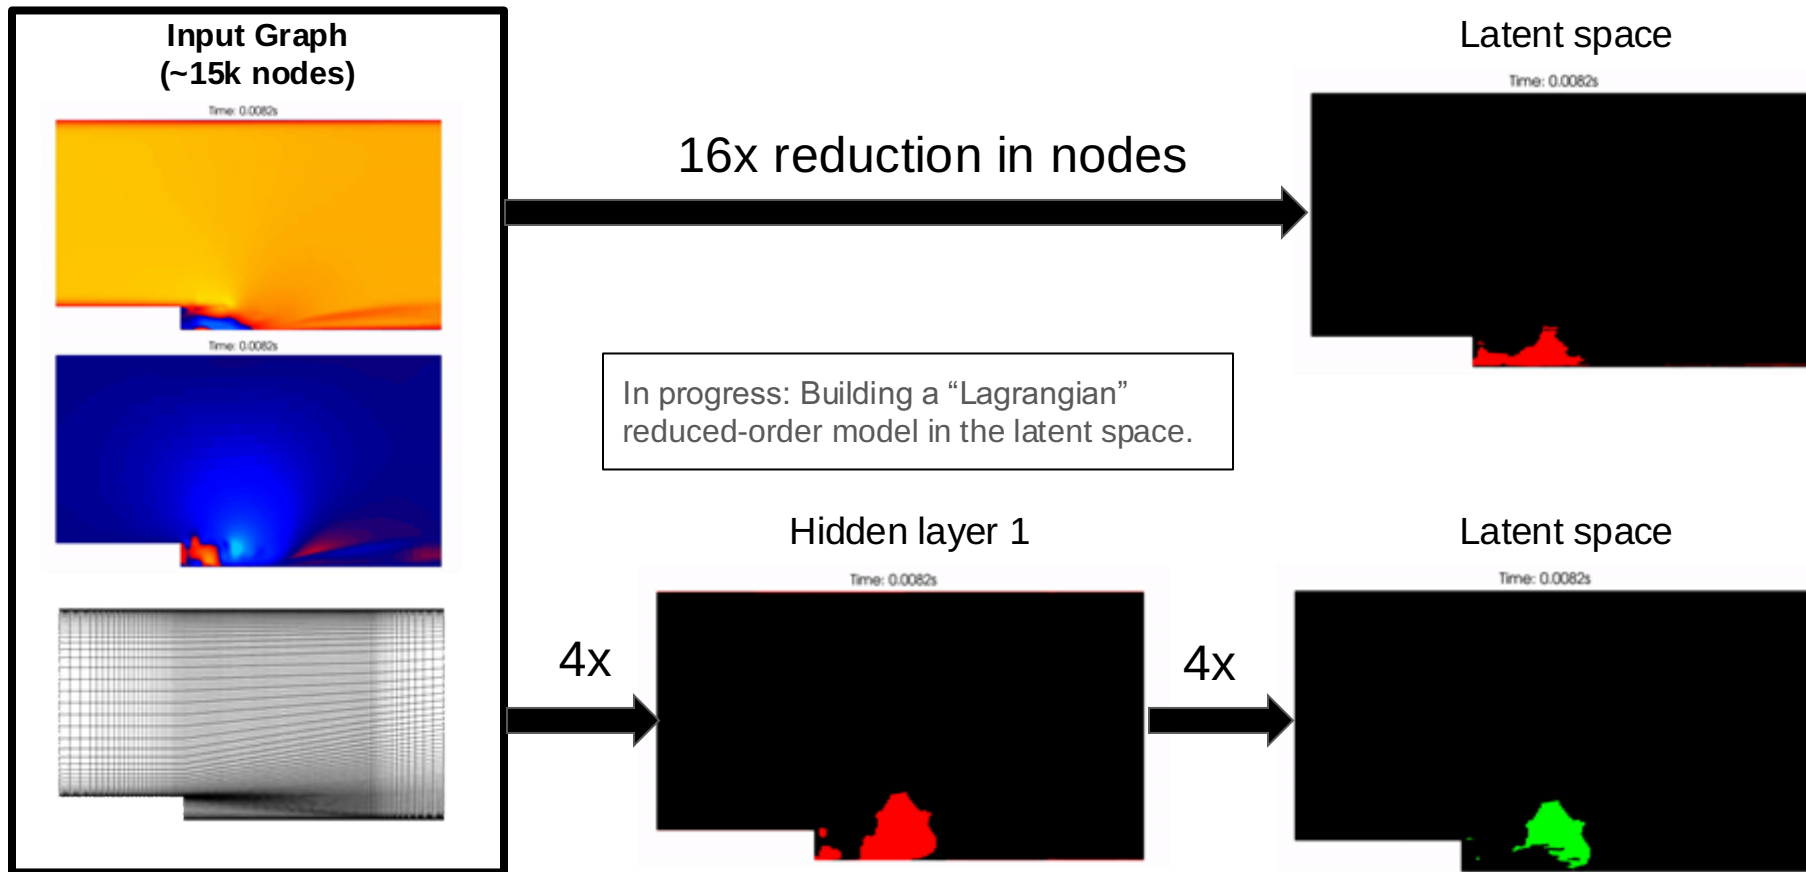 Input Graph
(~15k nodes)
Time: 0.0082s
Time: 0.0082s
16x reduction in nodes
Latent space
Time: 0.0082s
In progress: Building a “Lagrangian”
reduced-order model in the latent space.
4x
Hidden layer 1
Time: 0.0082s
4x
Latent space
Time: 0.0082s